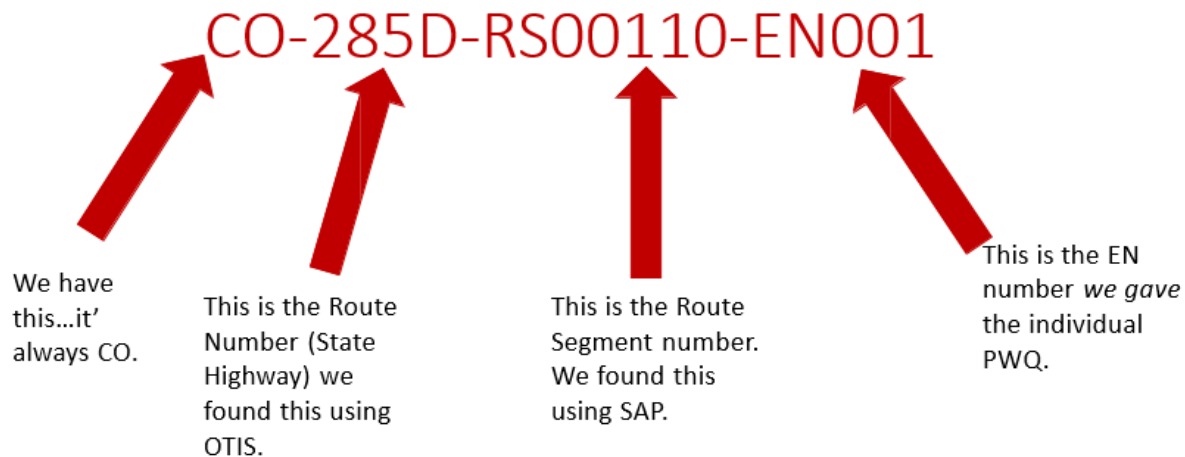 CO-285D-RS00110-EN001
We have
this…it’
always CO.
This is the Route
Number (State
Highway) we
found this using
OTIS.
This is the Route
Segment number.
We found this
using SAP.
This is the EN
number we gave
the individual
PWQ.